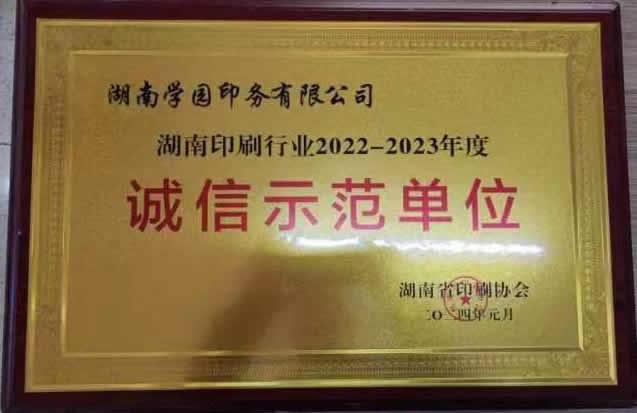 湖南学园印务有限公司
湖南印刷行业2022-2023年度
诚信示范单位
湖南省印刷协会
二〇二四年元月